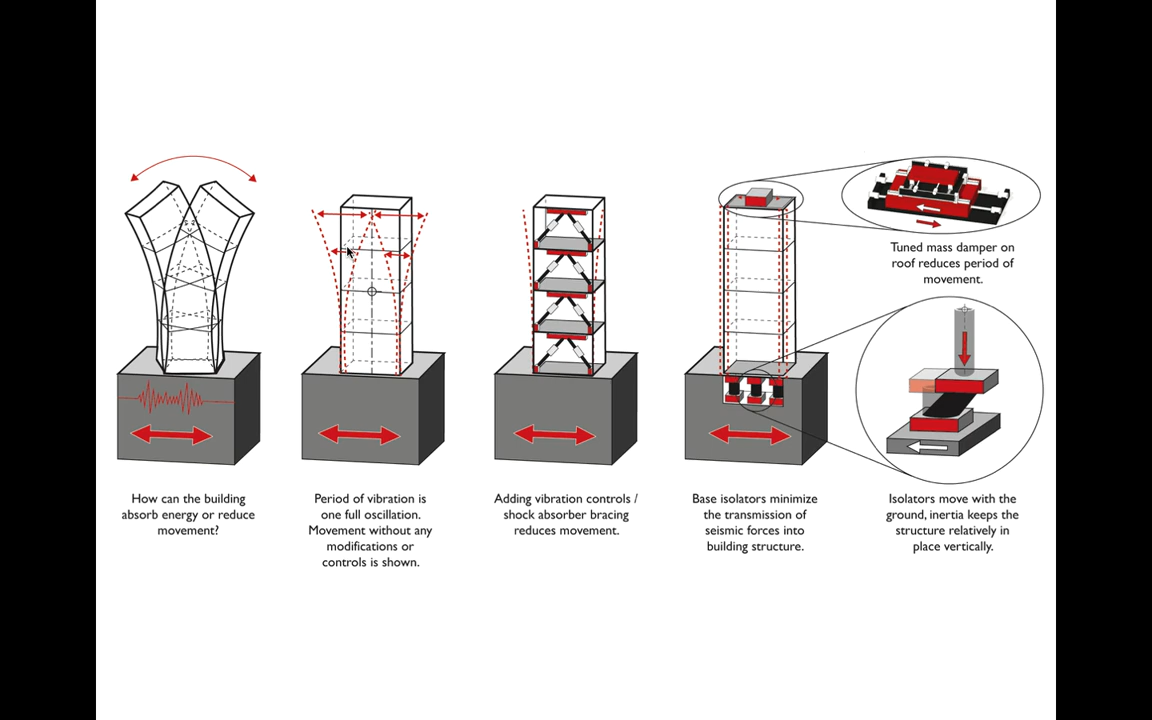 Tuned mass damper on
roof reduces period of
movement.
How can the building
absorb energy or reduce
movement?
Period of vibration is
one full oscillation.
Movement without any
modifications or
controls is shown.
Adding vibration controls /
shock absorber bracing
reduces movement.
Base isolators minimize
the transmission of
seismic forces into
building structure.
Isolators move with the
ground, inertia keeps the
structure relatively in
place vertically.